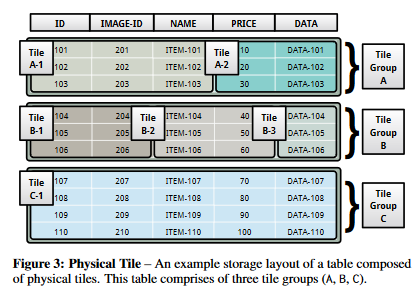 ID IMAGE-ID NAME PRICE DATA
Tile A-1 101 201 ITEM-101 Tile A-2 10 DATA-101
102 202 ITEM-102 20 DATA-102
103 203 ITEM-103 30 DATA-103
Tile Group A
Tile B-1 104 204 Tile B-2 ITEM-104 40 Tile B-3 DATA-104
105 205 ITEM-105 50 DATA-105
106 206 ITEM-106 60 DATA-106
Tile Group B
Tile C-1 107 207 ITEM-107 70 DATA-107
108 208 ITEM-108 80 DATA-108
109 209 ITEM-109 90 DATA-109
110 210 ITEM-110 100 DATA-110
Tile Group C
Figure 3: Physical Tile – An example storage layout of a table composed
of physical tiles. This table comprises of three tile groups (A, B, C).